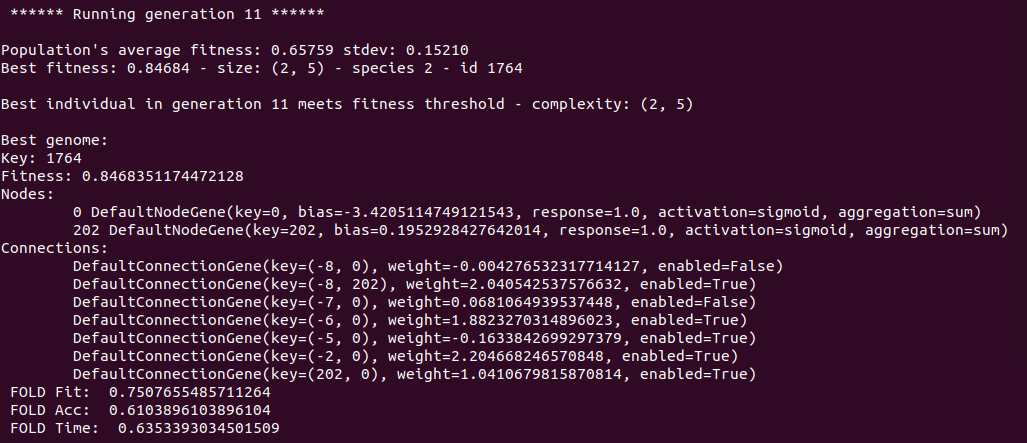 ****** Running generation 11 ******
Population's average fitness: 0.65759 stdev: 0.15210
Best fitness: 0.84684 - size: (2, 5) - species 2 - id 1764
Best individual in generation 11 meets fitness threshold - complexity: (2, 5)
Best genome:
Key: 1764
Fitness: 0.8468351174472128
Nodes:
0 DefaultNodeGene(key=0, bias=-3.4205114749121543, response=1.0, activation=sigmoid, aggregation=sum)
202 DefaultNodeGene(key=202, bias=0.1952928427642014, response=1.0, activation=sigmoid, aggregation=sum)
Connections:
DefaultConnectionGene(key=(-8, 0), weight=-0.004276532317714127, enabled=False)
DefaultConnectionGene(key=(-8, 202), weight=2.040542537576632, enabled=True)
DefaultConnectionGene(key=(-7, 0), weight=0.0681064939537448, enabled=False)
DefaultConnectionGene(key=(-6, 0), weight=1.8823270314896023, enabled=True)
DefaultConnectionGene(key=(-5, 0), weight=-0.1633842699297379, enabled=True)
DefaultConnectionGene(key=(-2, 0), weight=2.204668246570848, enabled=True)
DefaultConnectionGene(key=(202, 0), weight=1.0410679815870814, enabled=True)
FOLD Fit:  0.7507655485711264
FOLD Acc:  0.6103896103896104
FOLD Time:  0.6353393034501509